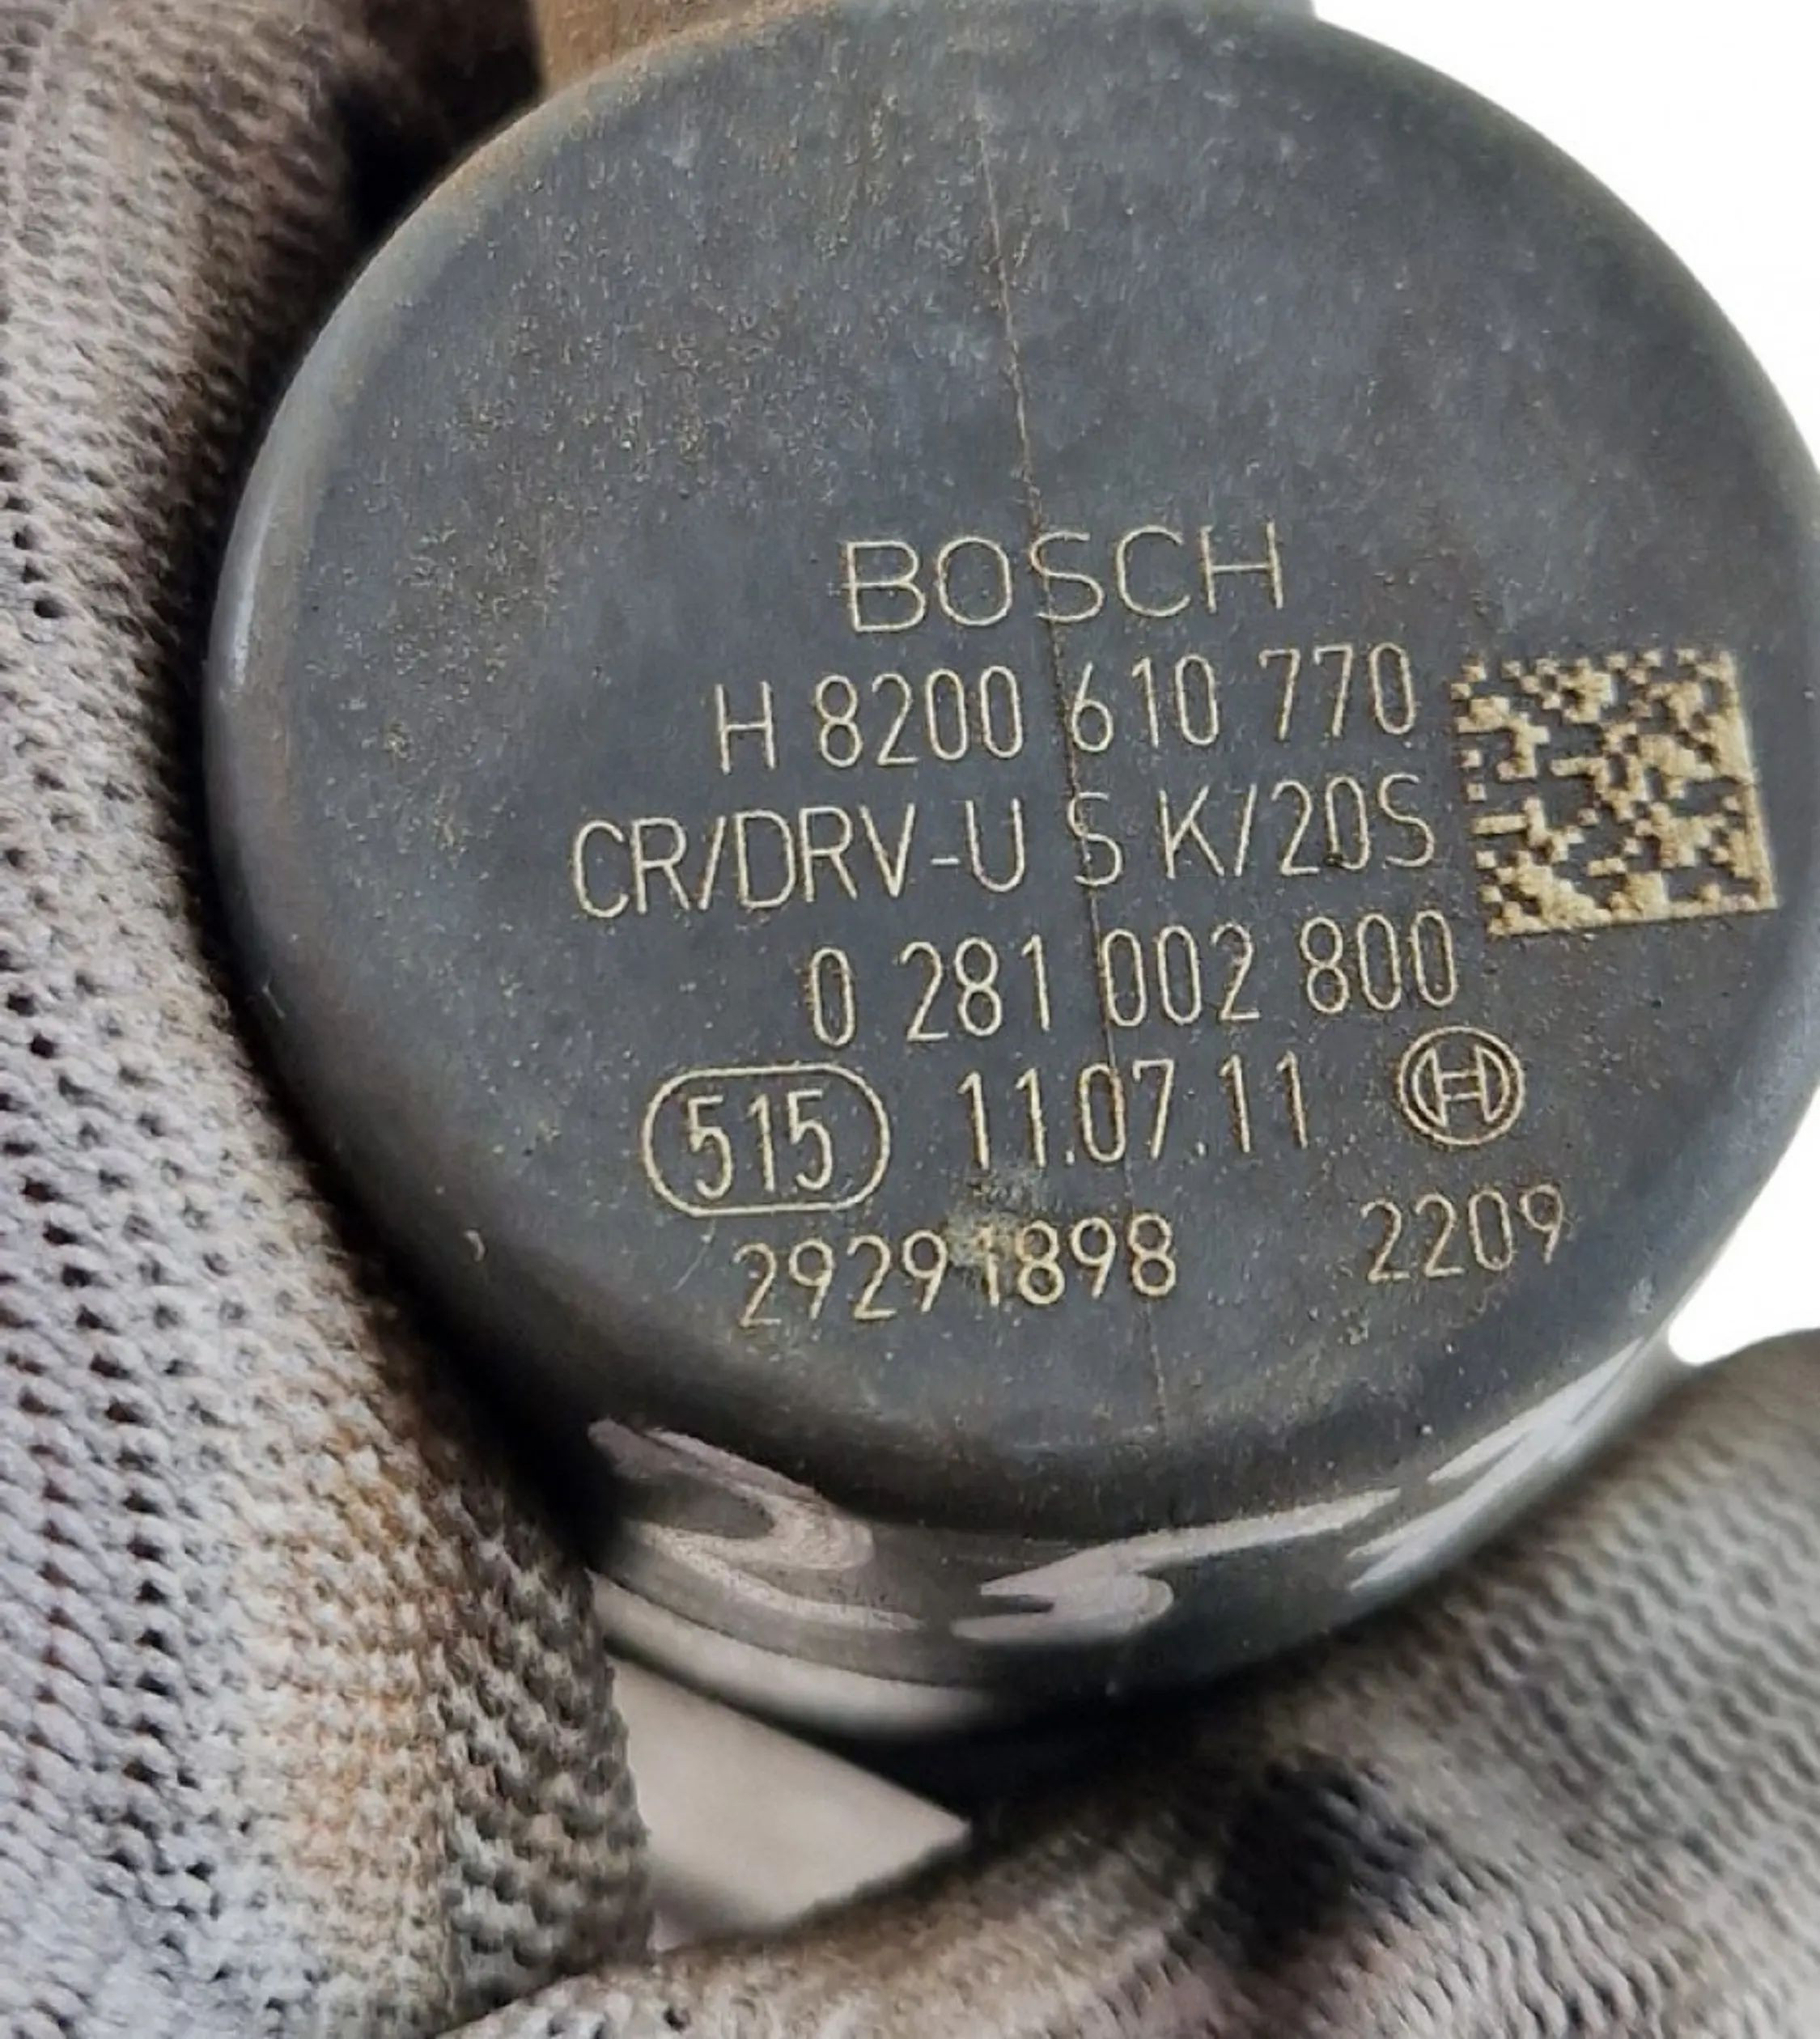 BOSCH
H 8200 610 770
CR/DRV-U S K/20S
0 281 002 800
515 11.07.11
29291898 2209